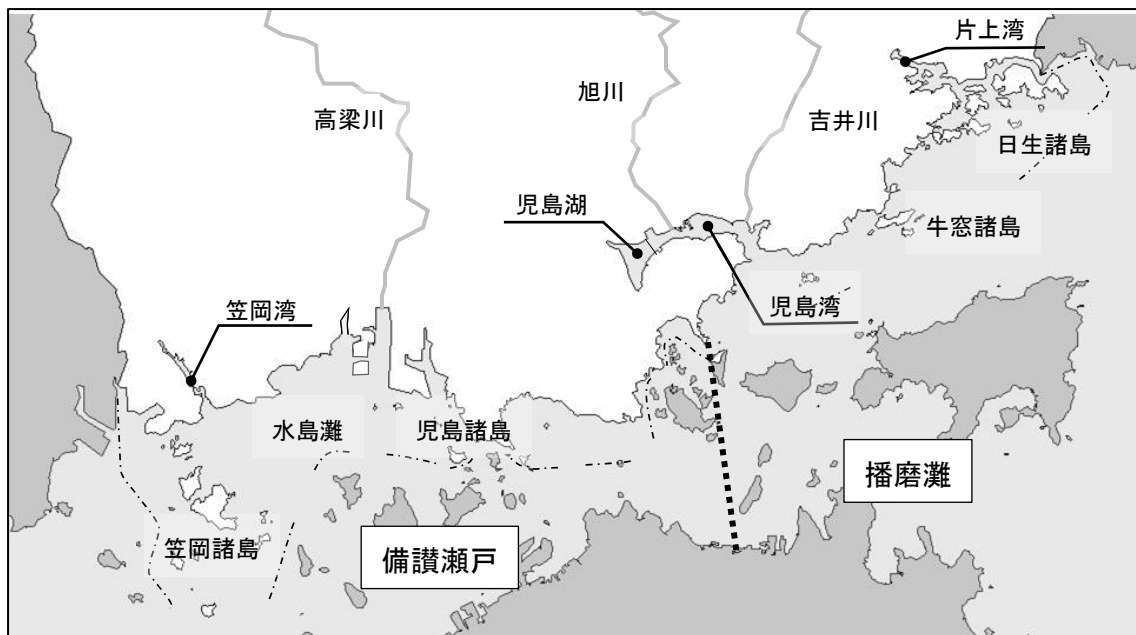 片上湾
旭川
高梁川
吉井川
日生諸島
児島湖
牛窓諸島
笠岡湾
児島湾
水島灘
児島諸島
播磨灘
笠岡諸島
備讃瀬戸